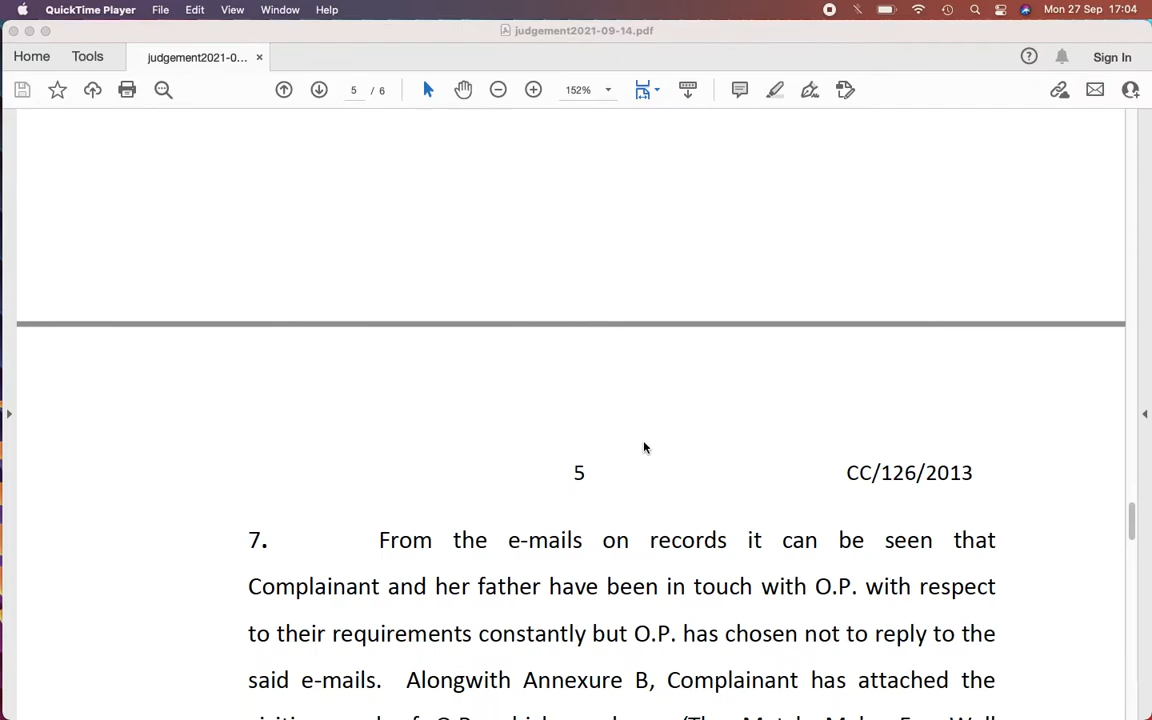 QuickTime Player File Edit View Window Help Mon 27 Sep 17:04
judgement2021-09-14.pdf
Home Tools judgement2021-0... × Sign In
5 / 6 152%
5 CC/126/2013
7. From the e-mails on records it can be seen that
Complainant and her father have been in touch with O.P. with respect
to their requirements constantly but O.P. has chosen not to reply to the
said e-mails. Alongwith Annexure B, Complainant has attached the